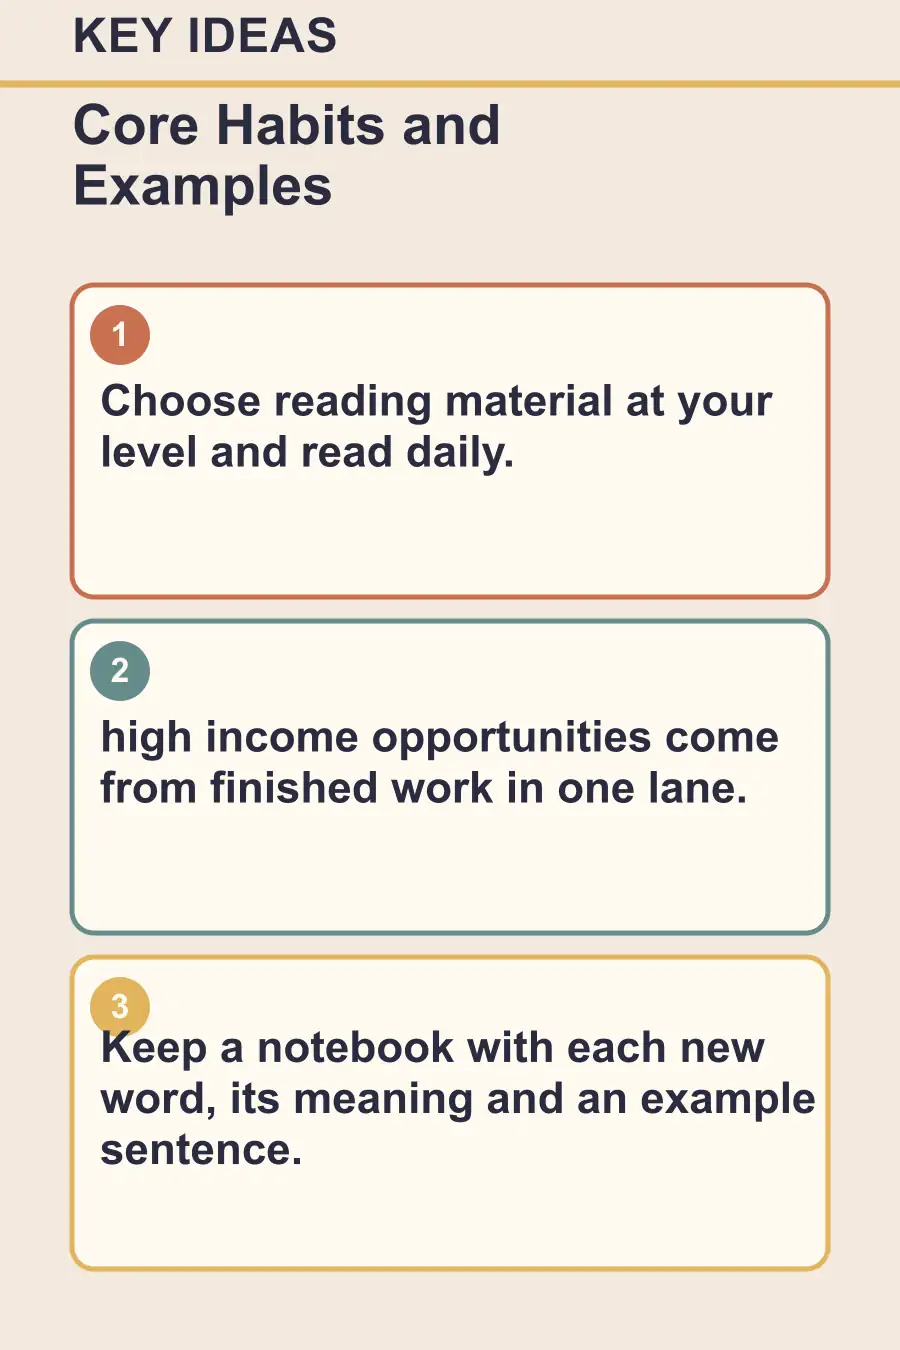 KEY IDEAS
Core Habits and
Examples
1
Choose reading material at your
level and read daily.
2
high income opportunities come
from finished work in one lane.
3
Keep a notebook with each new
word, its meaning and an example
sentence.